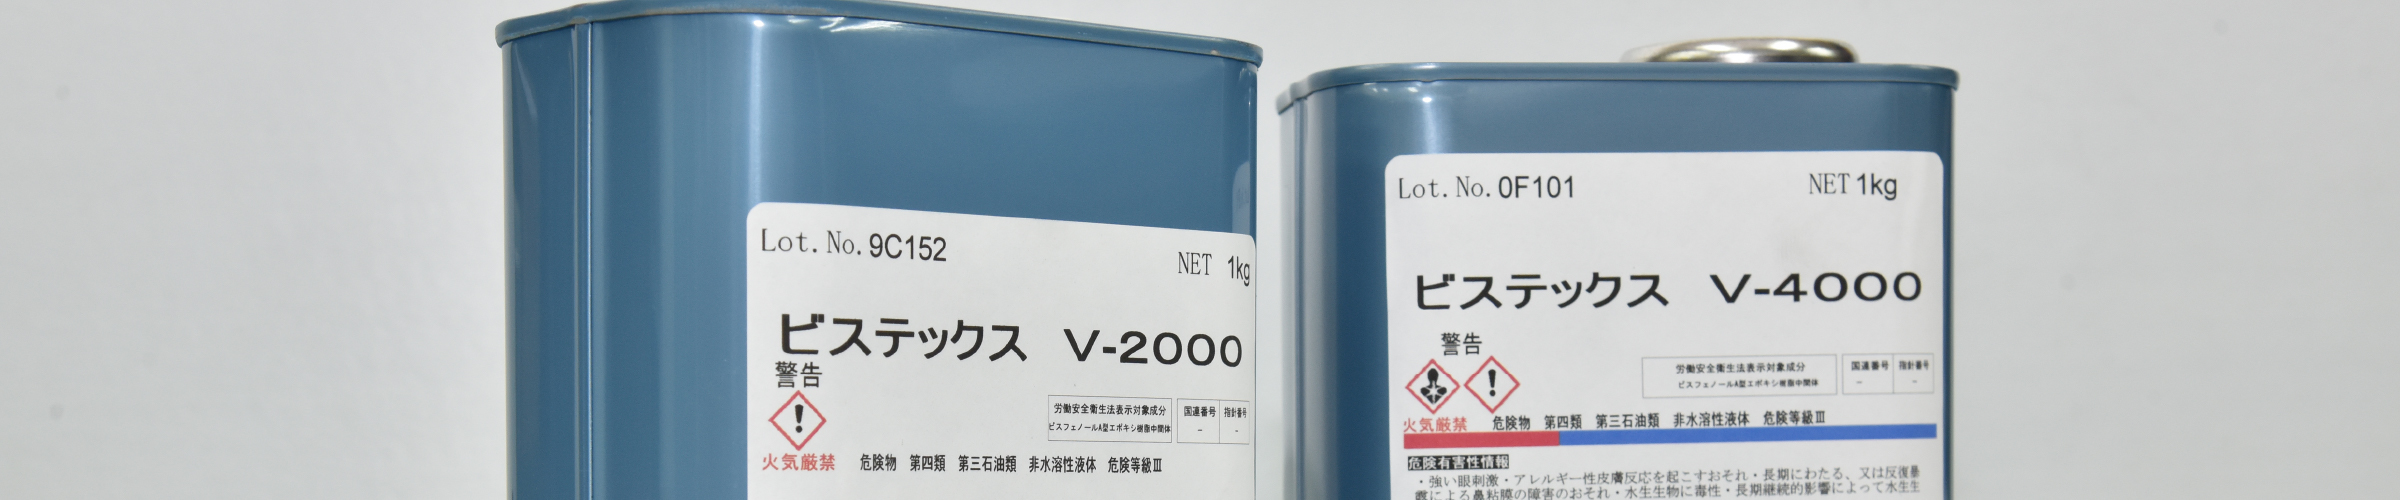 Lot. No. 9C152
NET 1kg
ビステックス V-2000
警告
労働安全衛生法表示対象成分
ビスフェノールA型エポキシ樹脂中間体
国連番号
指針番号
-
-
火気厳禁
危険物 第四類 第三石油類 非水溶性液体 危険等級Ⅲ
Lot. No. 0F101
NET 1kg
ビステックス V-4000
警告
労働安全衛生法表示対象成分
ビスフェノールA型エポキシ樹脂中間体
国連番号
指針番号
-
-
火気厳禁
危険物 第四類 第三石油類 非水溶性液体 危険等級Ⅲ
危険有害性情報
・強い眼刺激・アレルギー性皮膚反応を起こすおそれ・長期にわたる、又は反復暴
露による鼻粘膜の障害のおそれ・水生生物に毒性・長期継続的影響によって水生生